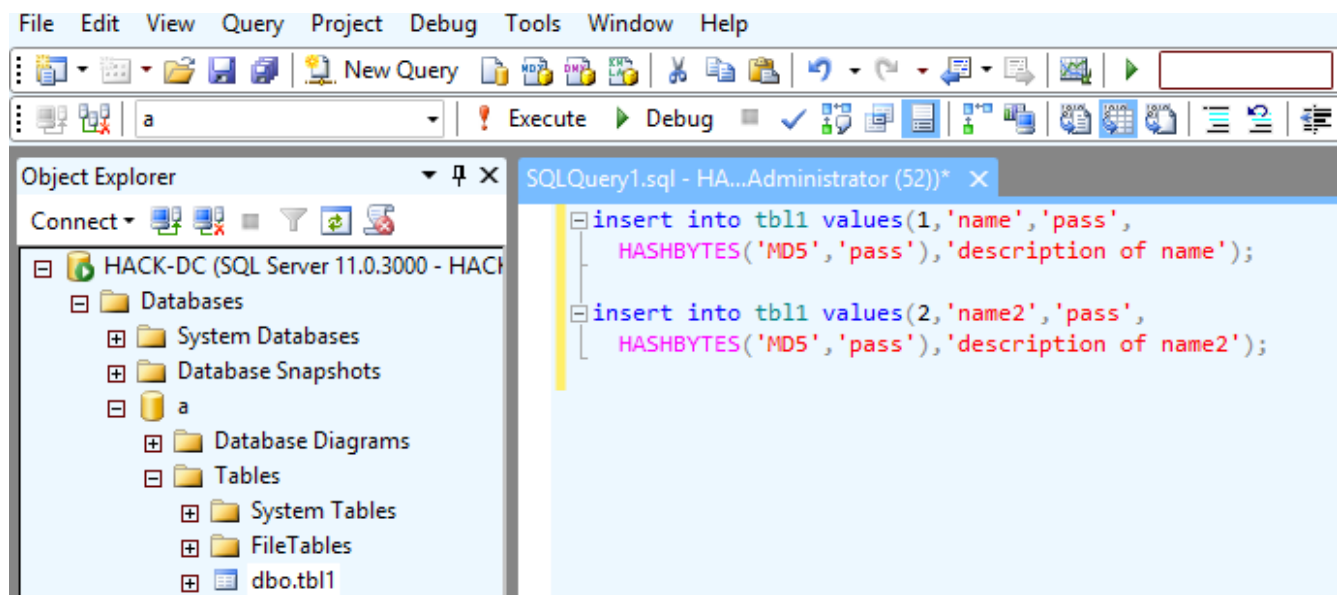 File Edit View Query Project Debug Tools Window Help
New Query
a Execute Debug
Object Explorer
SQLQuery1.sql - HA...Administrator (52))*
Connect
HACK-DC (SQL Server 11.0.3000 - HACH
Databases
System Databases
Database Snapshots
a
Database Diagrams
Tables
System Tables
FileTables
dbo.tbl1
insert into tbl1 values(1,'name','pass',
HASHBYTES('MD5','pass'),'description of name');
insert into tbl1 values(2,'name2','pass',
HASHBYTES('MD5','pass'),'description of name2');